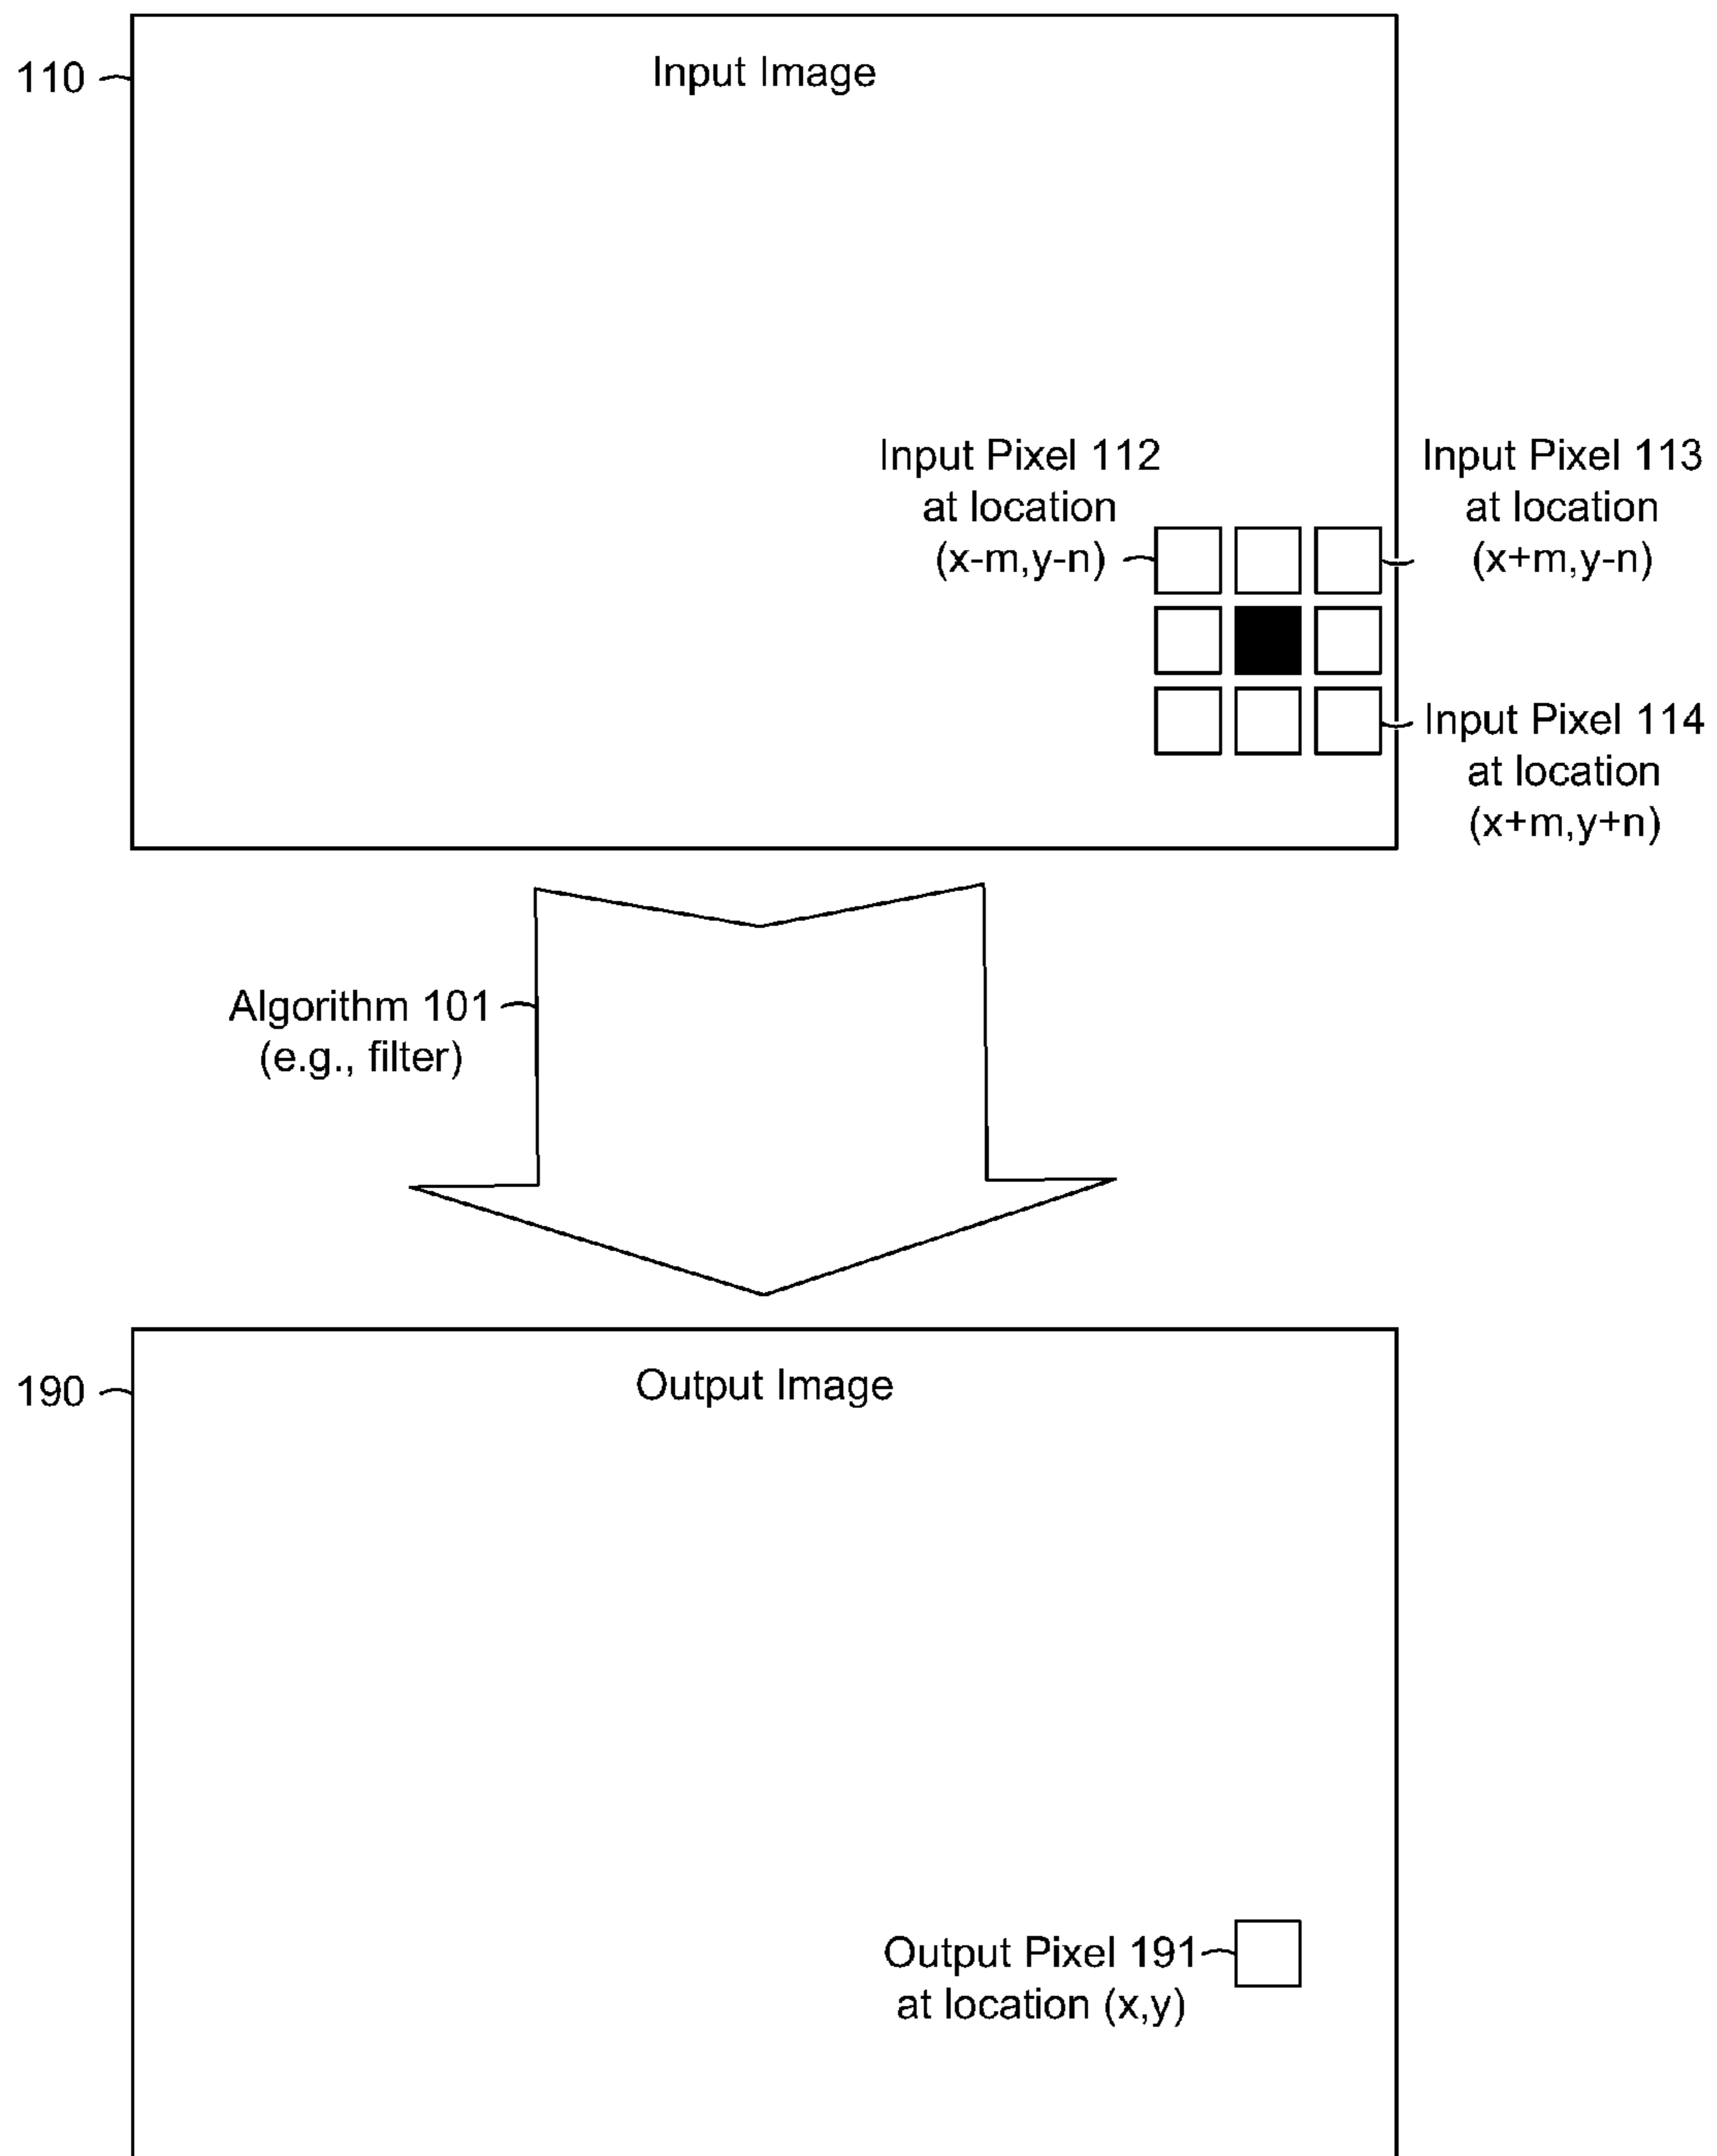 Input Image
110
Input Pixel 112
at location
(x-m,y-n)
Input Pixel 113
at location
(x+m,y-n)
Input Pixel 114
at location
(x+m,y+n)
Algorithm 101
(e.g., filter)
Output Image
190
Output Pixel 191
at location (x,y)